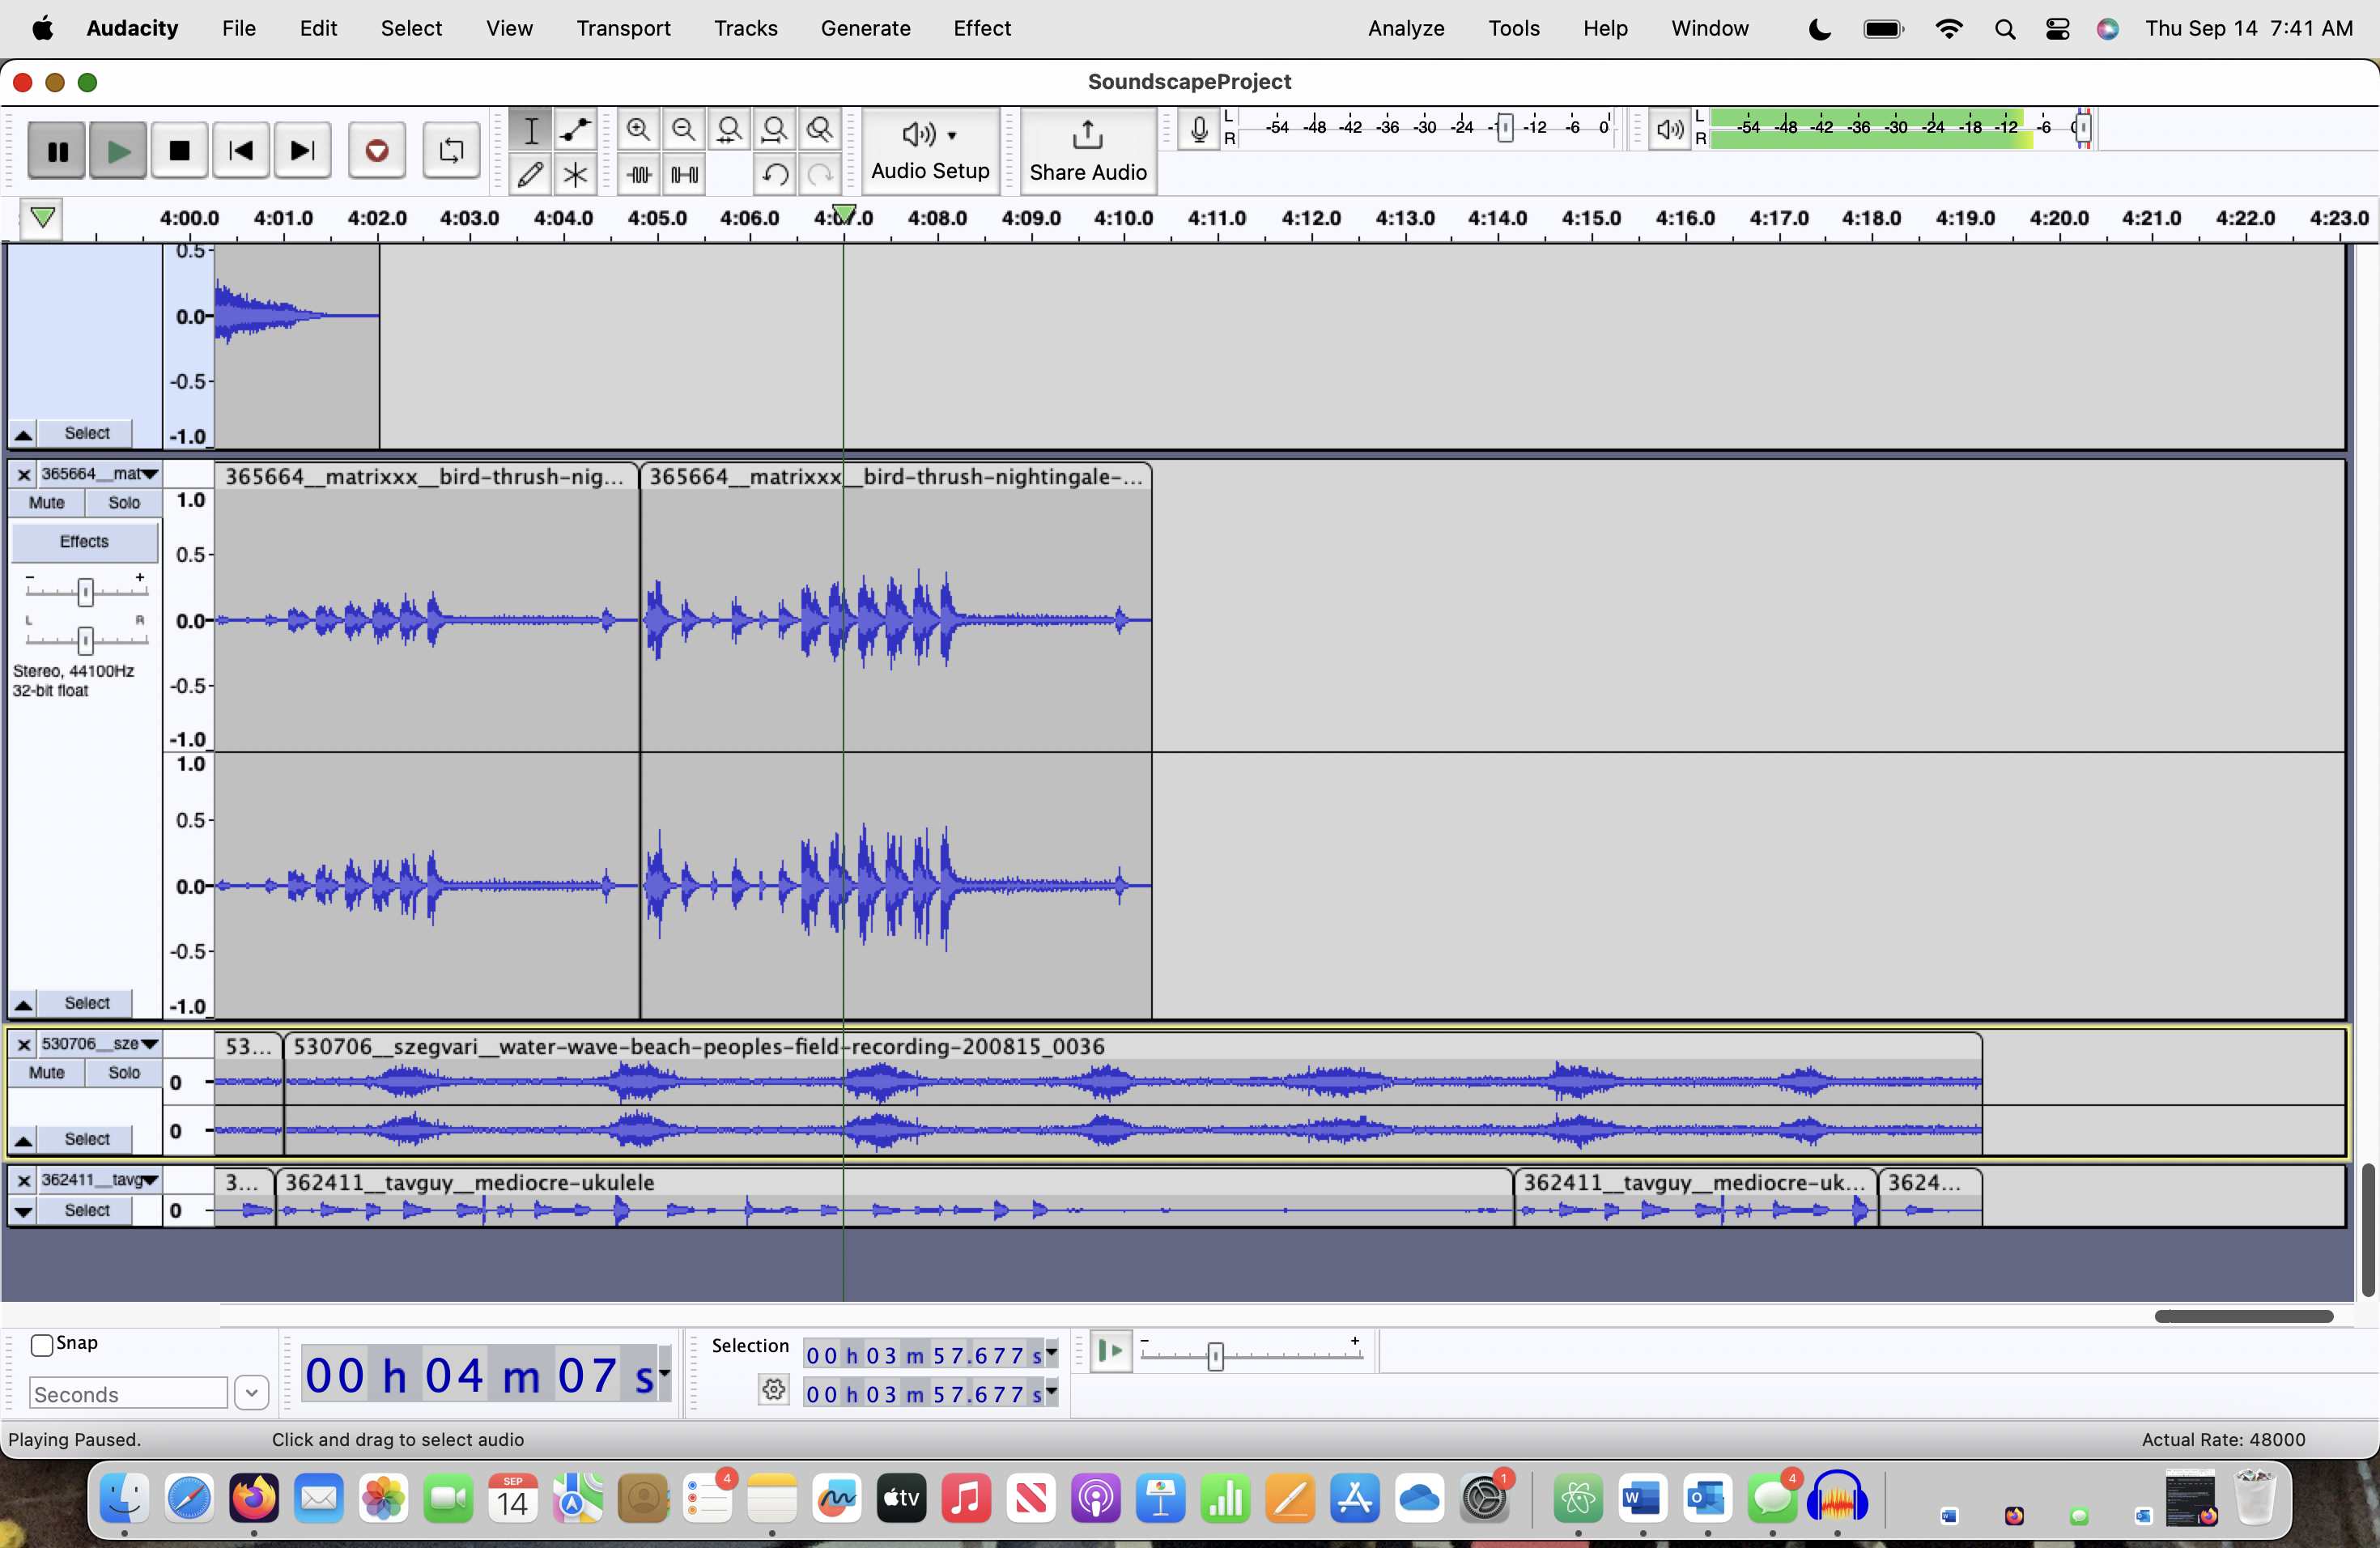 Audacity File Edit Select View Transport Tracks Generate Effect Analyze Tools Help Window Thu Sep 14 7:41 AM
SoundscapeProject
L -54 -48 -42 -36 -30 -24 -12 -6 0
R
L -54 -48 -42 -36 -30 -24 -18 -12 -6
R
Audio Setup
Share Audio
4:00.0 4:01.0 4:02.0 4:03.0 4:04.0 4:05.0 4:06.0 4:07.0 4:08.0 4:09.0 4:10.0 4:11.0 4:12.0 4:13.0 4:14.0 4:15.0 4:16.0 4:17.0 4:18.0 4:19.0 4:20.0 4:21.0 4:22.0 4:23.0
0.5
0.0
-0.5
Select -1.0
365664__mat 365664__matrixxx__bird-thrush-nig... 365664__matrixxx__bird-thrush-nightingale-...
Mute Solo 1.0
Effects
0.5
- +
L R
0.0
Stereo, 44100Hz
32-bit float
-0.5
-1.0
1.0
0.5
0.0
-0.5
Select -1.0
530706__sze 53... 530706__szegvari__water-wave-beach-peoples-field-recording-200815_0036
Mute Solo 0
Select 0
362411__tavg 3... 362411__tavguy__mediocre-ukulele 362411__tavguy__mediocre-uk... 3624...
Select 0
Snap
Seconds
00 h 04 m 07 s
Selection
00 h 03 m 57.677 s
00 h 03 m 57.677 s
- +
Playing Paused. Click and drag to select audio Actual Rate: 48000
SEP
14
4
tv
1
W
O
4